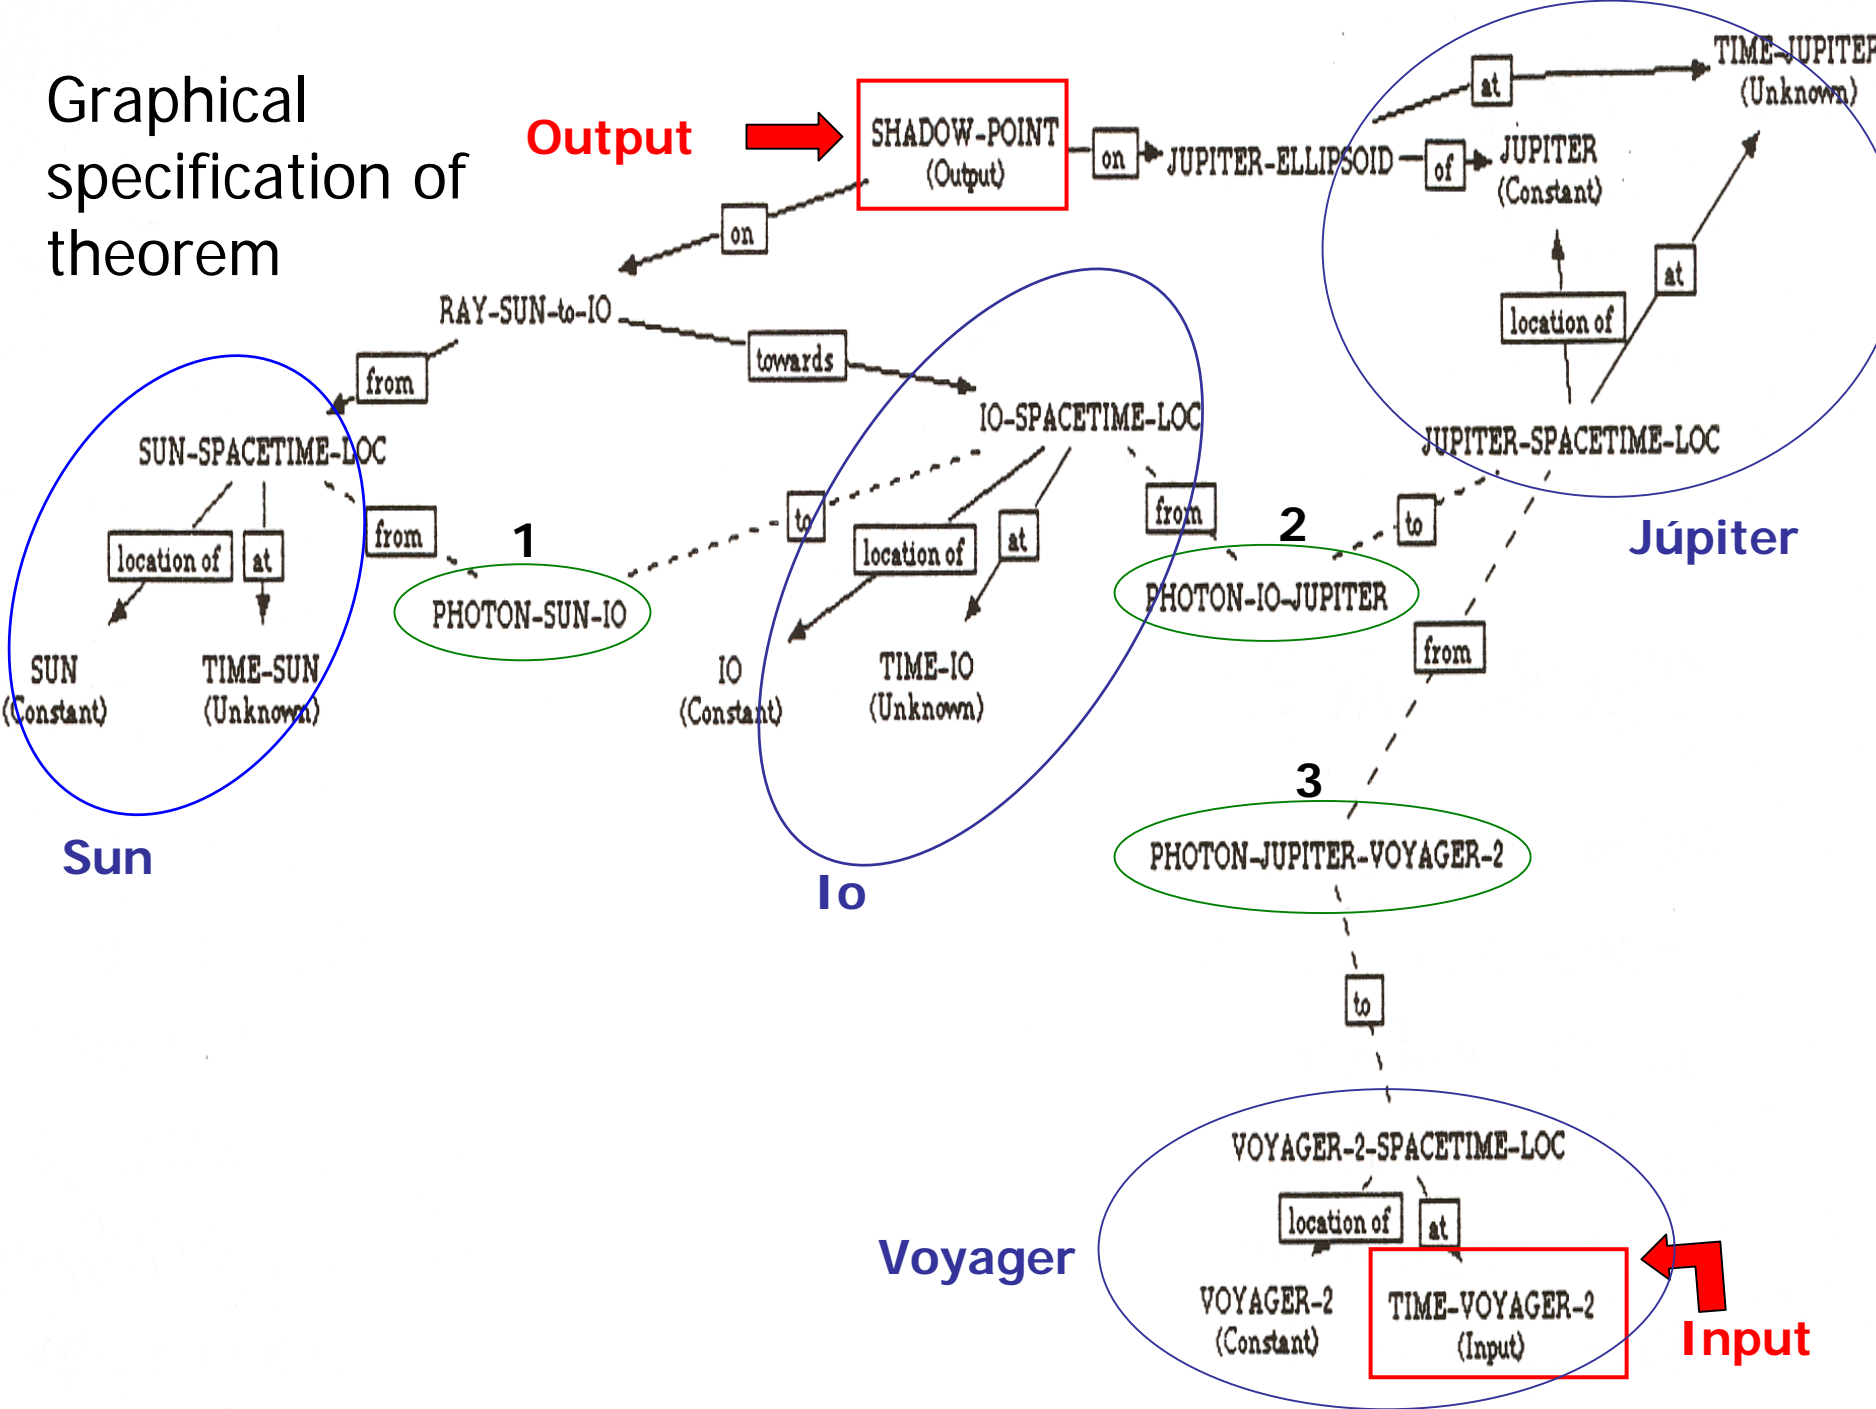 Graphical
specification of
theorem
Output
SHADOW-POINT
(Output)
on
JUPITER-ELLIPSOID
of
JUPITER
(Constant)
at
TIME-JUPITER
(Unknown)
on
at
location of
RAY-SUN-to-IO
towards
from
IO-SPACETIME-LOC
JUPITER-SPACETIME-LOC
SUN-SPACETIME-LOC
to
from
to
Júpiter
location of
at
from
1
location of
at
2
PHOTON-SUN-IO
PHOTON-IO-JUPITER
from
SUN
(Constant)
TIME-SUN
(Unknown)
IO
(Constant)
TIME-IO
(Unknown)
3
Sun
Io
PHOTON-JUPITER-VOYAGER-2
to
VOYAGER-2-SPACETIME-LOC
location of
at
Voyager
VOYAGER-2
(Constant)
TIME-VOYAGER-2
(Input)
Input